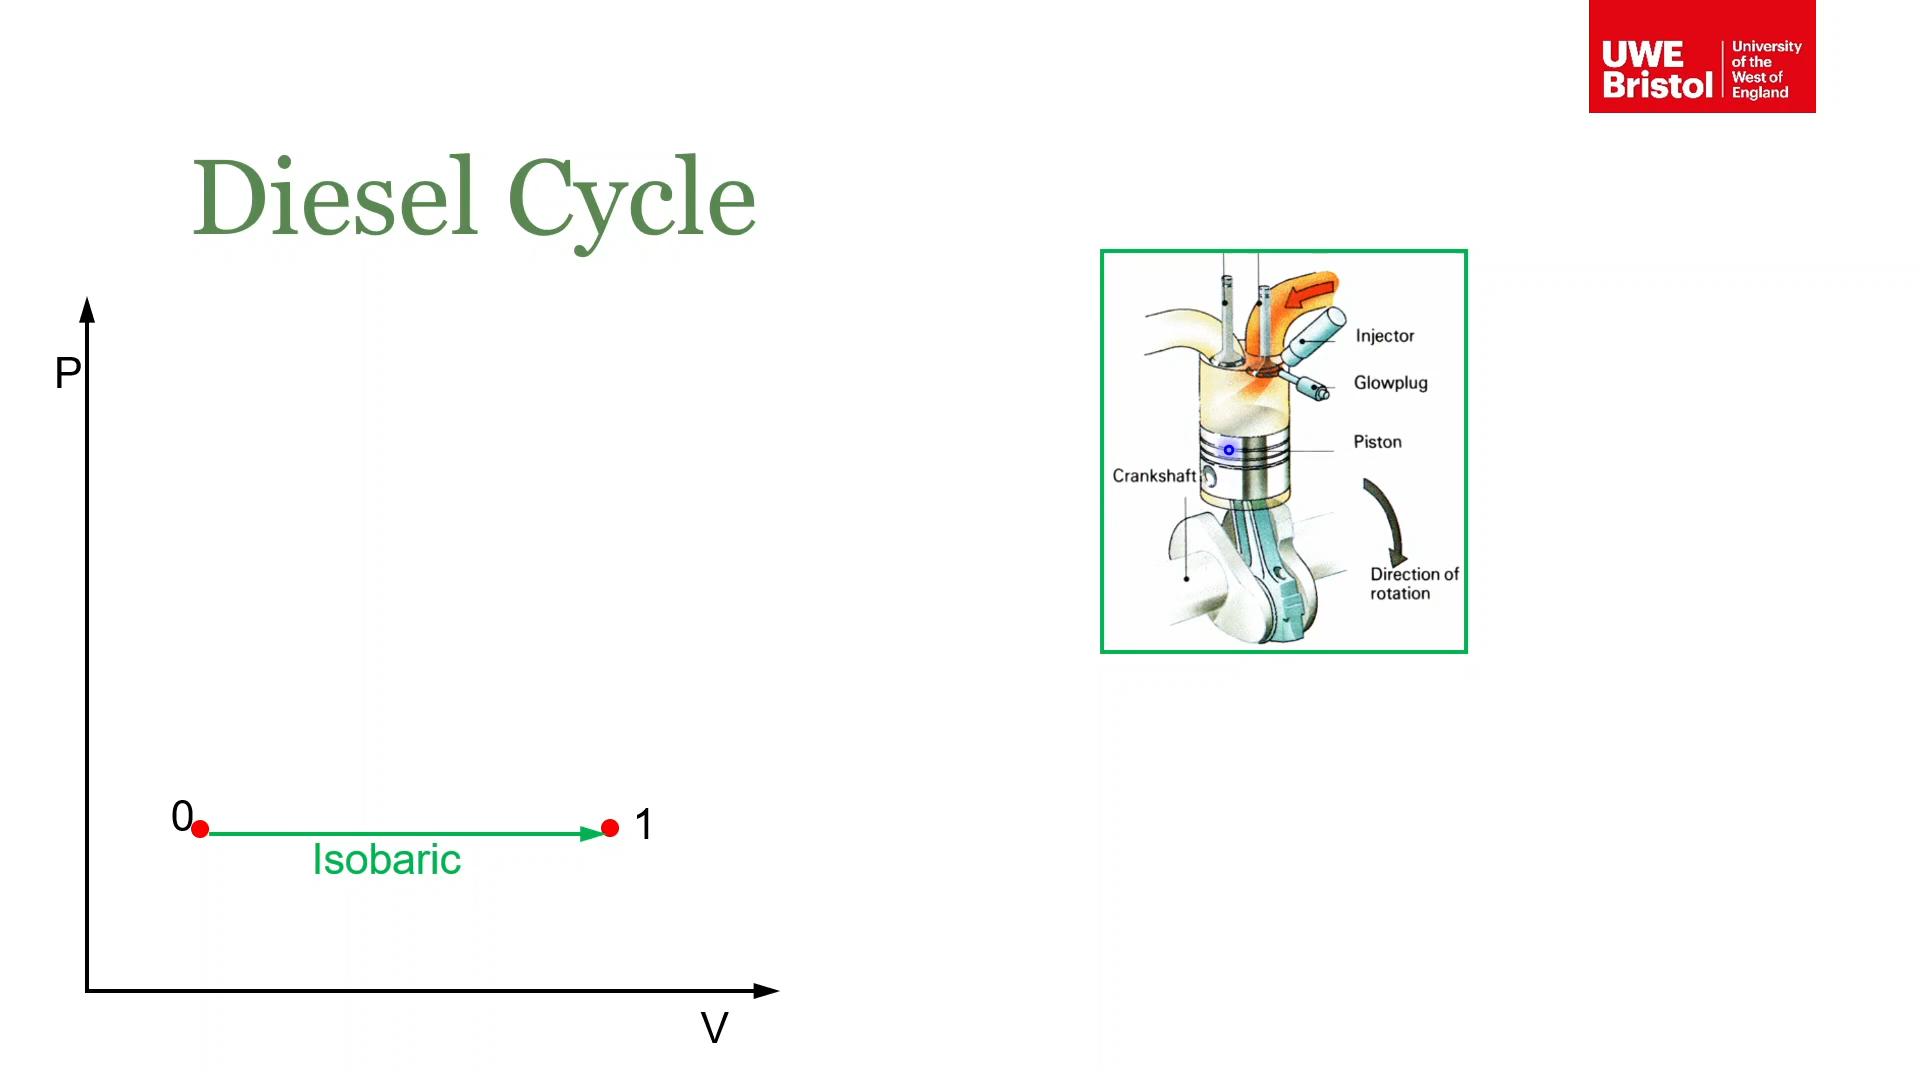 UWE
Bristol
University
of the
West of
England
Diesel Cycle
P
0
1
Isobaric
V
Injector
Glowplug
Piston
Crankshaft
Direction of
rotation